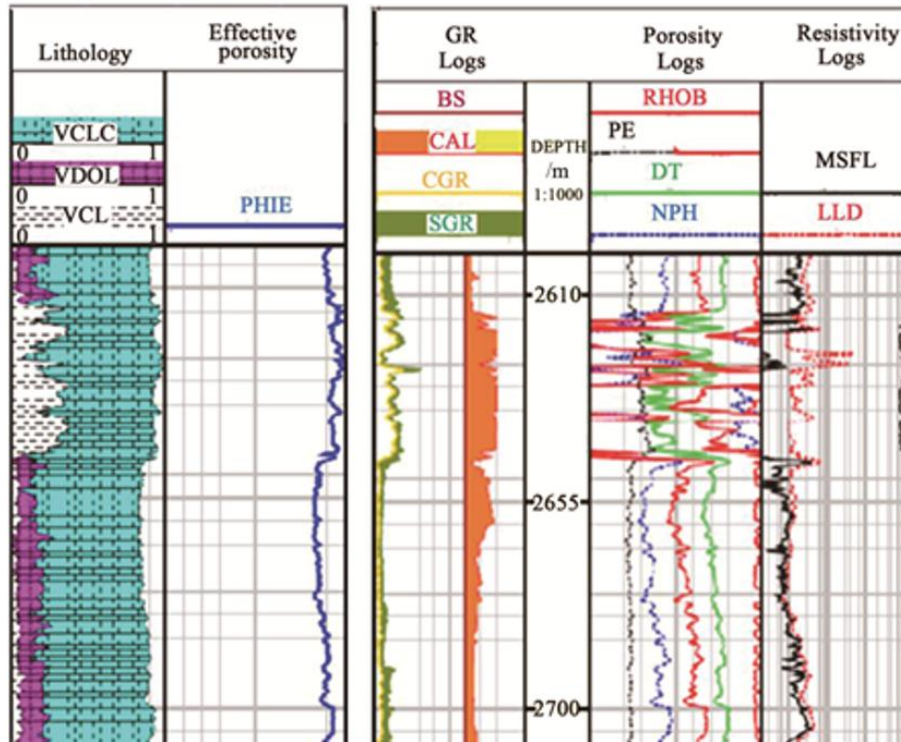 Lithology
Effective
porosity
VCLC
0 1
VDOL
0 1
VCL
0 1
PHIE
GR
Logs
Porosity
Logs
Resistivity
Logs
BS
CAL
CGR
SGR
DEPTH
/m
1:1000
RHOB
PE
DT
NPH
MSFL
LLD
2610
2655
2700